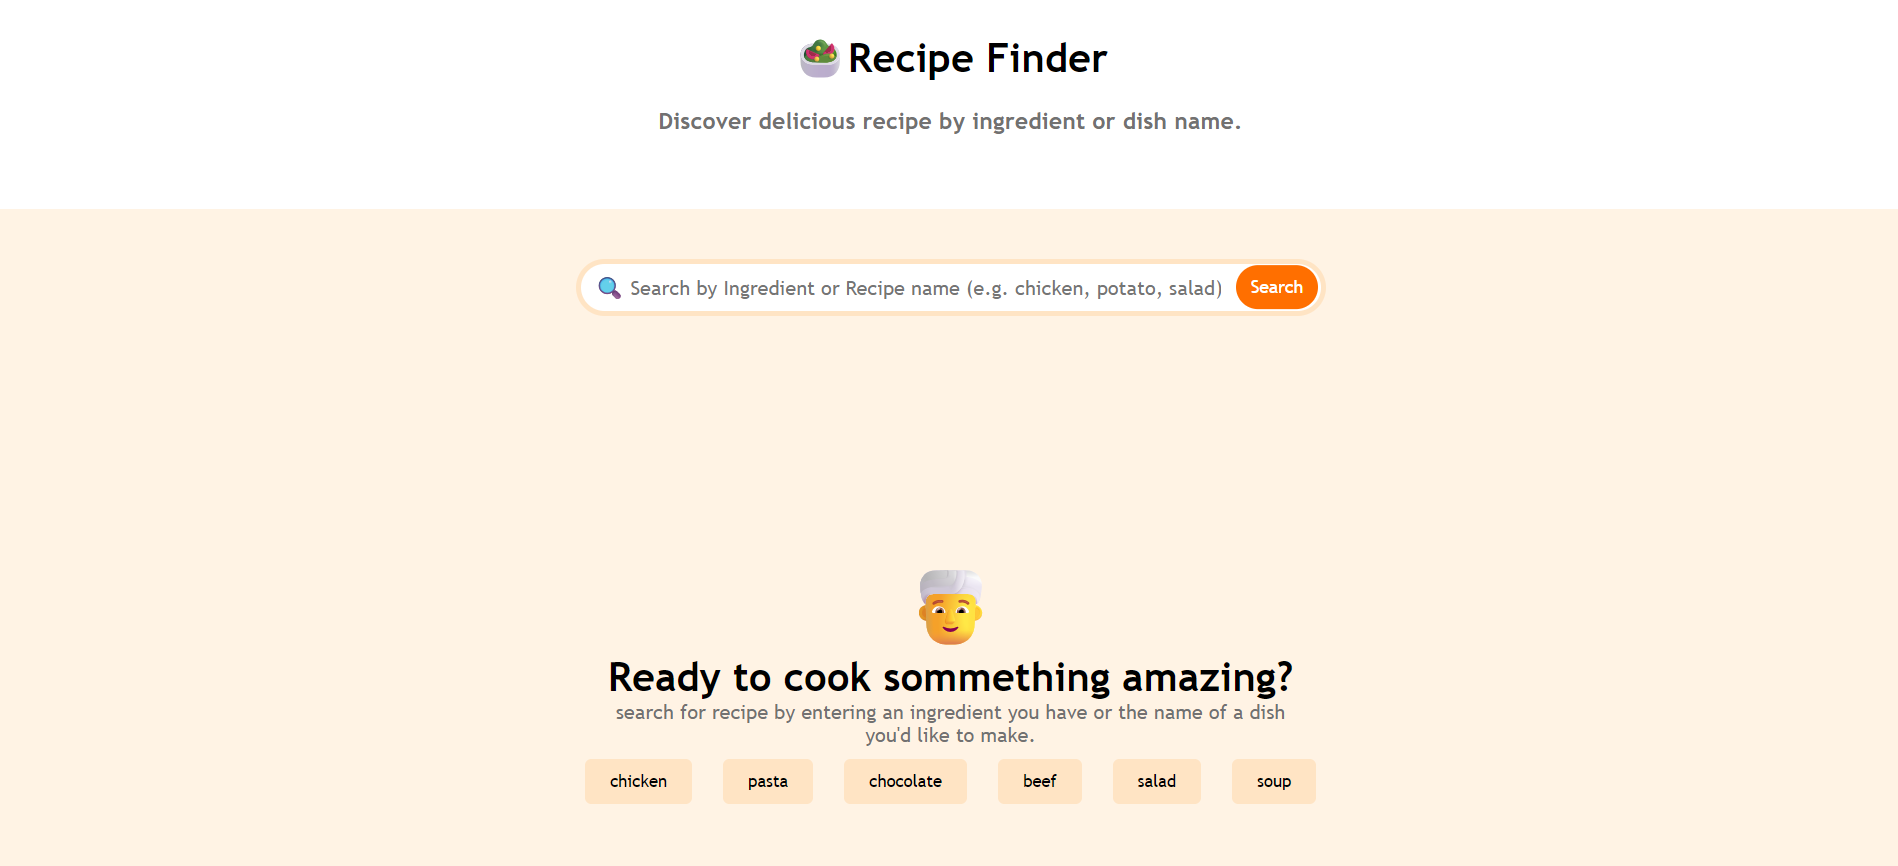 Recipe Finder
Discover delicious recipe by ingredient or dish name.
Search by Ingredient or Recipe name (e.g. chicken, potato, salad) Search
Ready to cook sommething amazing?
search for recipe by entering an ingredient you have or the name of a dish
you'd like to make.
chicken pasta chocolate beef salad soup